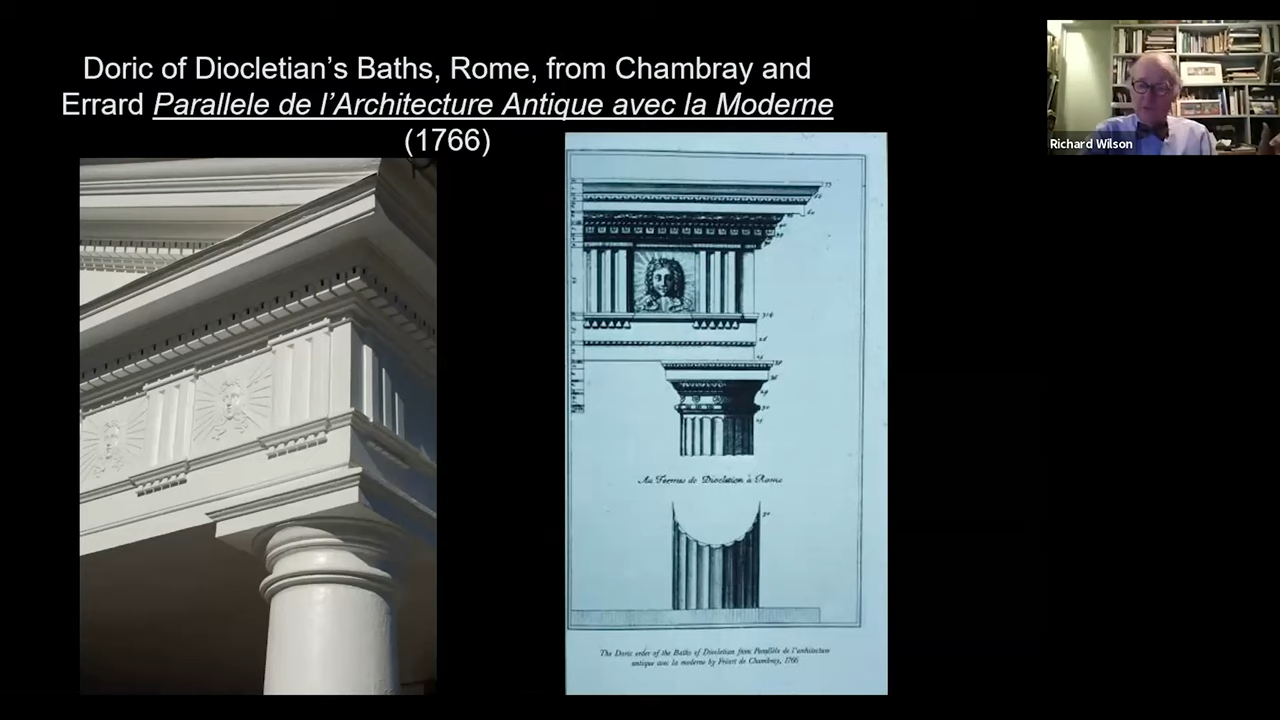 Doric of Diocletian's Baths, Rome, from Chambray and
Errard Parallele de l'Architecture Antique avec la Moderne
(1766)
Richard Wilson
Au Termes de Diocletion à Rome
The Doric order of the Baths of Diocletian from Parallèle de l'architecture
antique avec la moderne by Fréart de Chambray, 1766